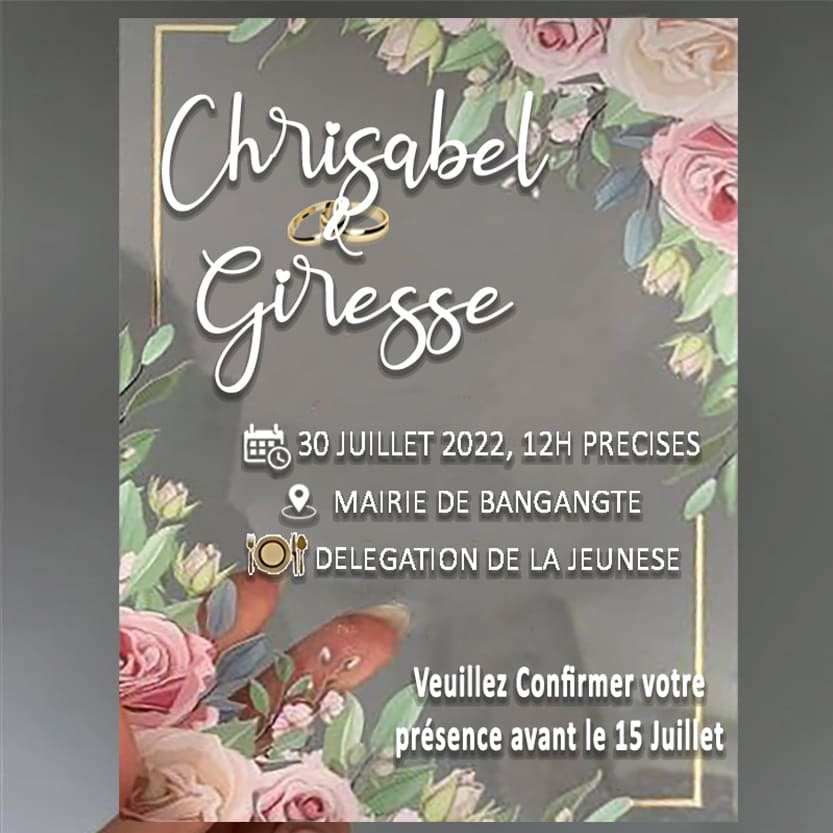 Chrisabel
&
Giresse
30 JUILLET 2022, 12H PRECISES
MAIRIE DE BANGANGTE
DELEGATION DE LA JEUNESE
Veuillez Confirmer votre
présence avant le 15 Juillet